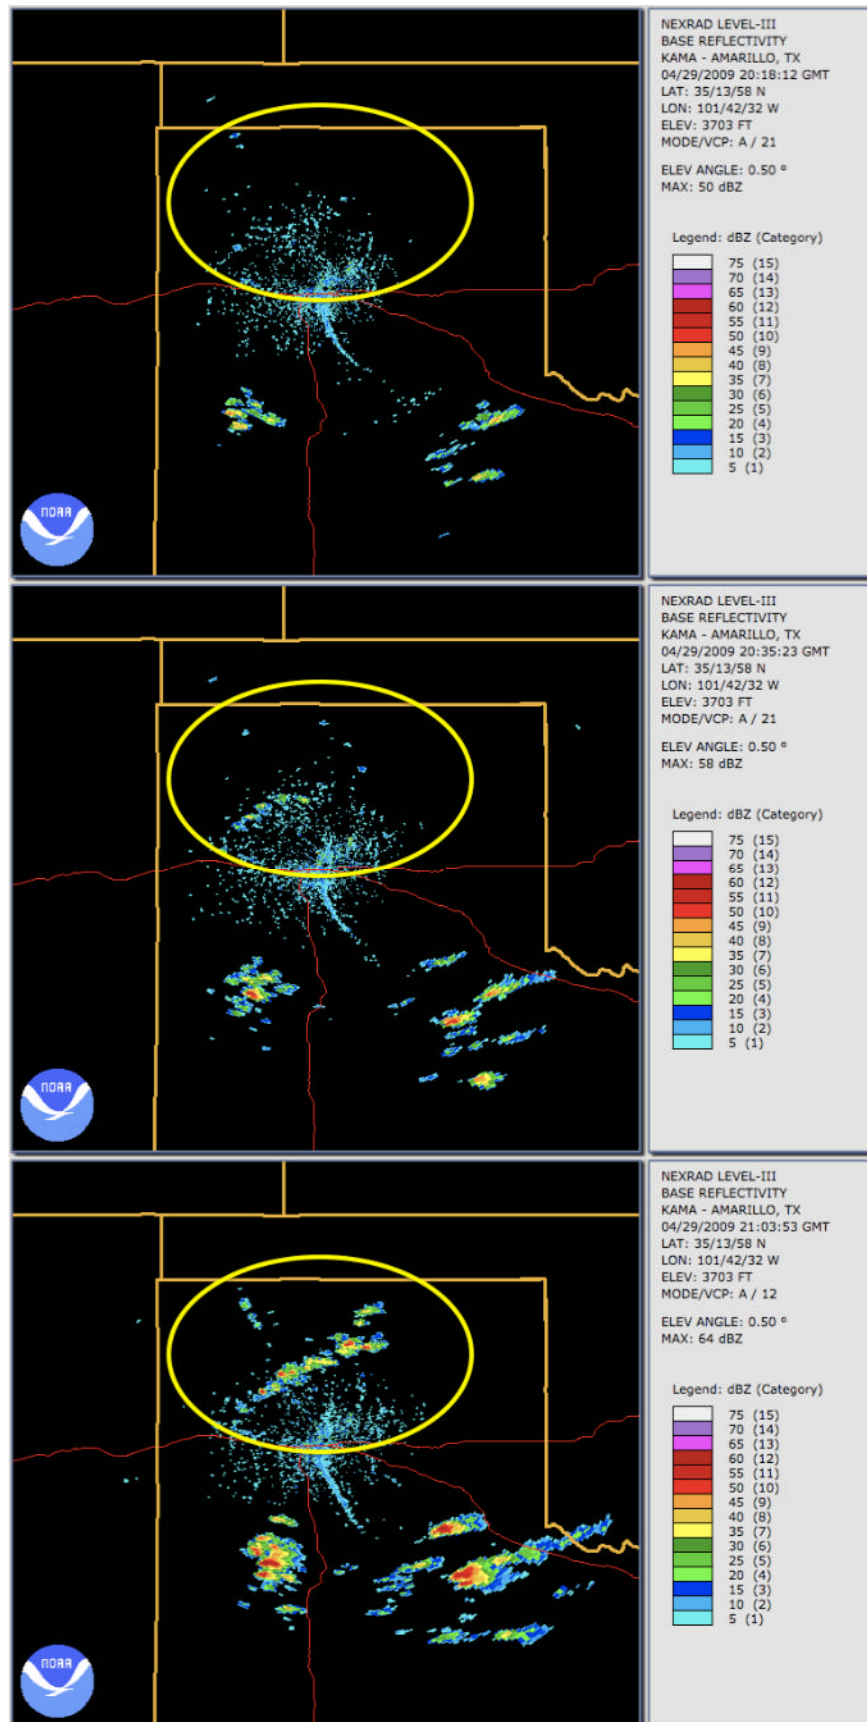 NEXRAD LEVEL-III
BASE REFLECTIVITY
KAMA - AMARILLO, TX
04/29/2009 20:18:12 GMT
LAT: 35/13/58 N
LON: 101/42/32 W
ELEV: 3703 FT
MODE/VCP: A / 21
ELEV ANGLE: 0.50 º
MAX: 50 dBZ
Legend: dBZ (Category)
75 (15)
70 (14)
65 (13)
60 (12)
55 (11)
50 (10)
45 (9)
40 (8)
35 (7)
30 (6)
25 (5)
20 (4)
15 (3)
10 (2)
5 (1)
NOAA
NEXRAD LEVEL-III
BASE REFLECTIVITY
KAMA - AMARILLO, TX
04/29/2009 20:35:23 GMT
LAT: 35/13/58 N
LON: 101/42/32 W
ELEV: 3703 FT
MODE/VCP: A / 21
ELEV ANGLE: 0.50 º
MAX: 58 dBZ
Legend: dBZ (Category)
75 (15)
70 (14)
65 (13)
60 (12)
55 (11)
50 (10)
45 (9)
40 (8)
35 (7)
30 (6)
25 (5)
20 (4)
15 (3)
10 (2)
5 (1)
NOAA
NEXRAD LEVEL-III
BASE REFLECTIVITY
KAMA - AMARILLO, TX
04/29/2009 21:03:53 GMT
LAT: 35/13/58 N
LON: 101/42/32 W
ELEV: 3703 FT
MODE/VCP: A / 12
ELEV ANGLE: 0.50 º
MAX: 64 dBZ
Legend: dBZ (Category)
75 (15)
70 (14)
65 (13)
60 (12)
55 (11)
50 (10)
45 (9)
40 (8)
35 (7)
30 (6)
25 (5)
20 (4)
15 (3)
10 (2)
5 (1)
NOAA